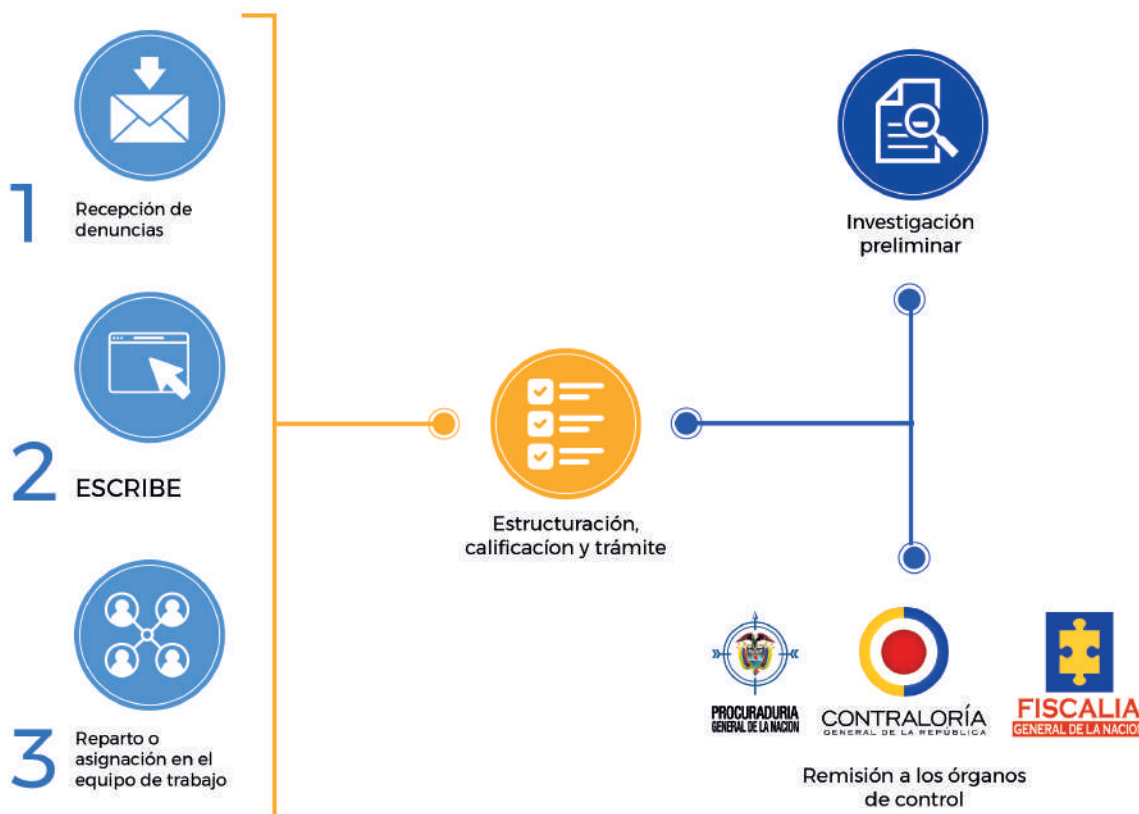 1
Recepción de
denuncias
2
ESCRIBE
3
Reparto o
asignación en el
equipo de trabajo
Estructuración,
calificacíon y trámite
Investigación
preliminar
PROCURADURIA
GENERAL DE LA NACION
CONTRALORÍA
GENERAL DE LA REPÚBLICA
FISCALIA
GENERAL DE LA NACION
Remisión a los órganos
de control